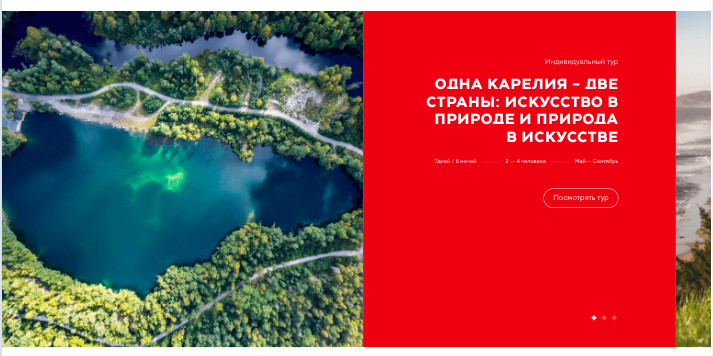 Индивидуальный тур
ОДНА КАРЕЛИЯ – ДВЕ
СТРАНЫ: ИСКУССТВО В
ПРИРОДЕ И ПРИРОДА
В ИСКУССТВЕ
7дней / 6 ночей 2 — 4 человека Май— Сентябрь
Посмотреть тур